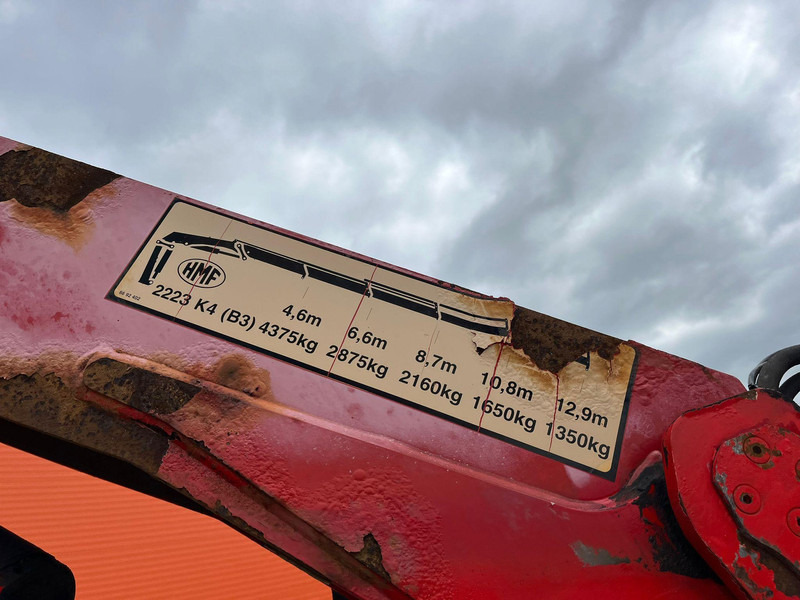 HMF
4,6m 6,6m 8,7m 10,8m 12,9m
2223 K4 (B3) 4375kg 2875kg 2160kg 1650kg 1350kg